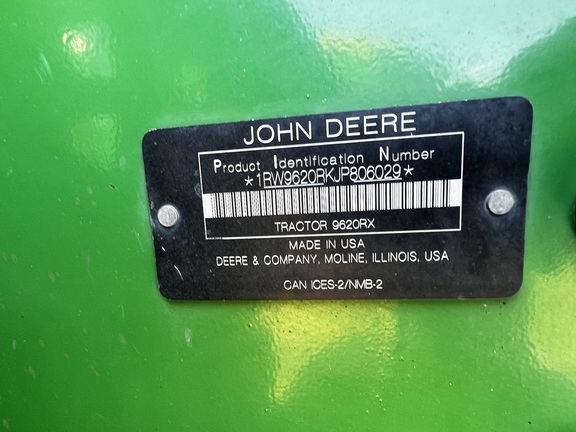 JOHN DEERE
Product Identification Number
*1RW9620RKJP806029*
TRACTOR 9620RX
MADE IN USA
DEERE & COMPANY, MOLINE, ILLINOIS, USA
CAN ICES-2/NMB-2